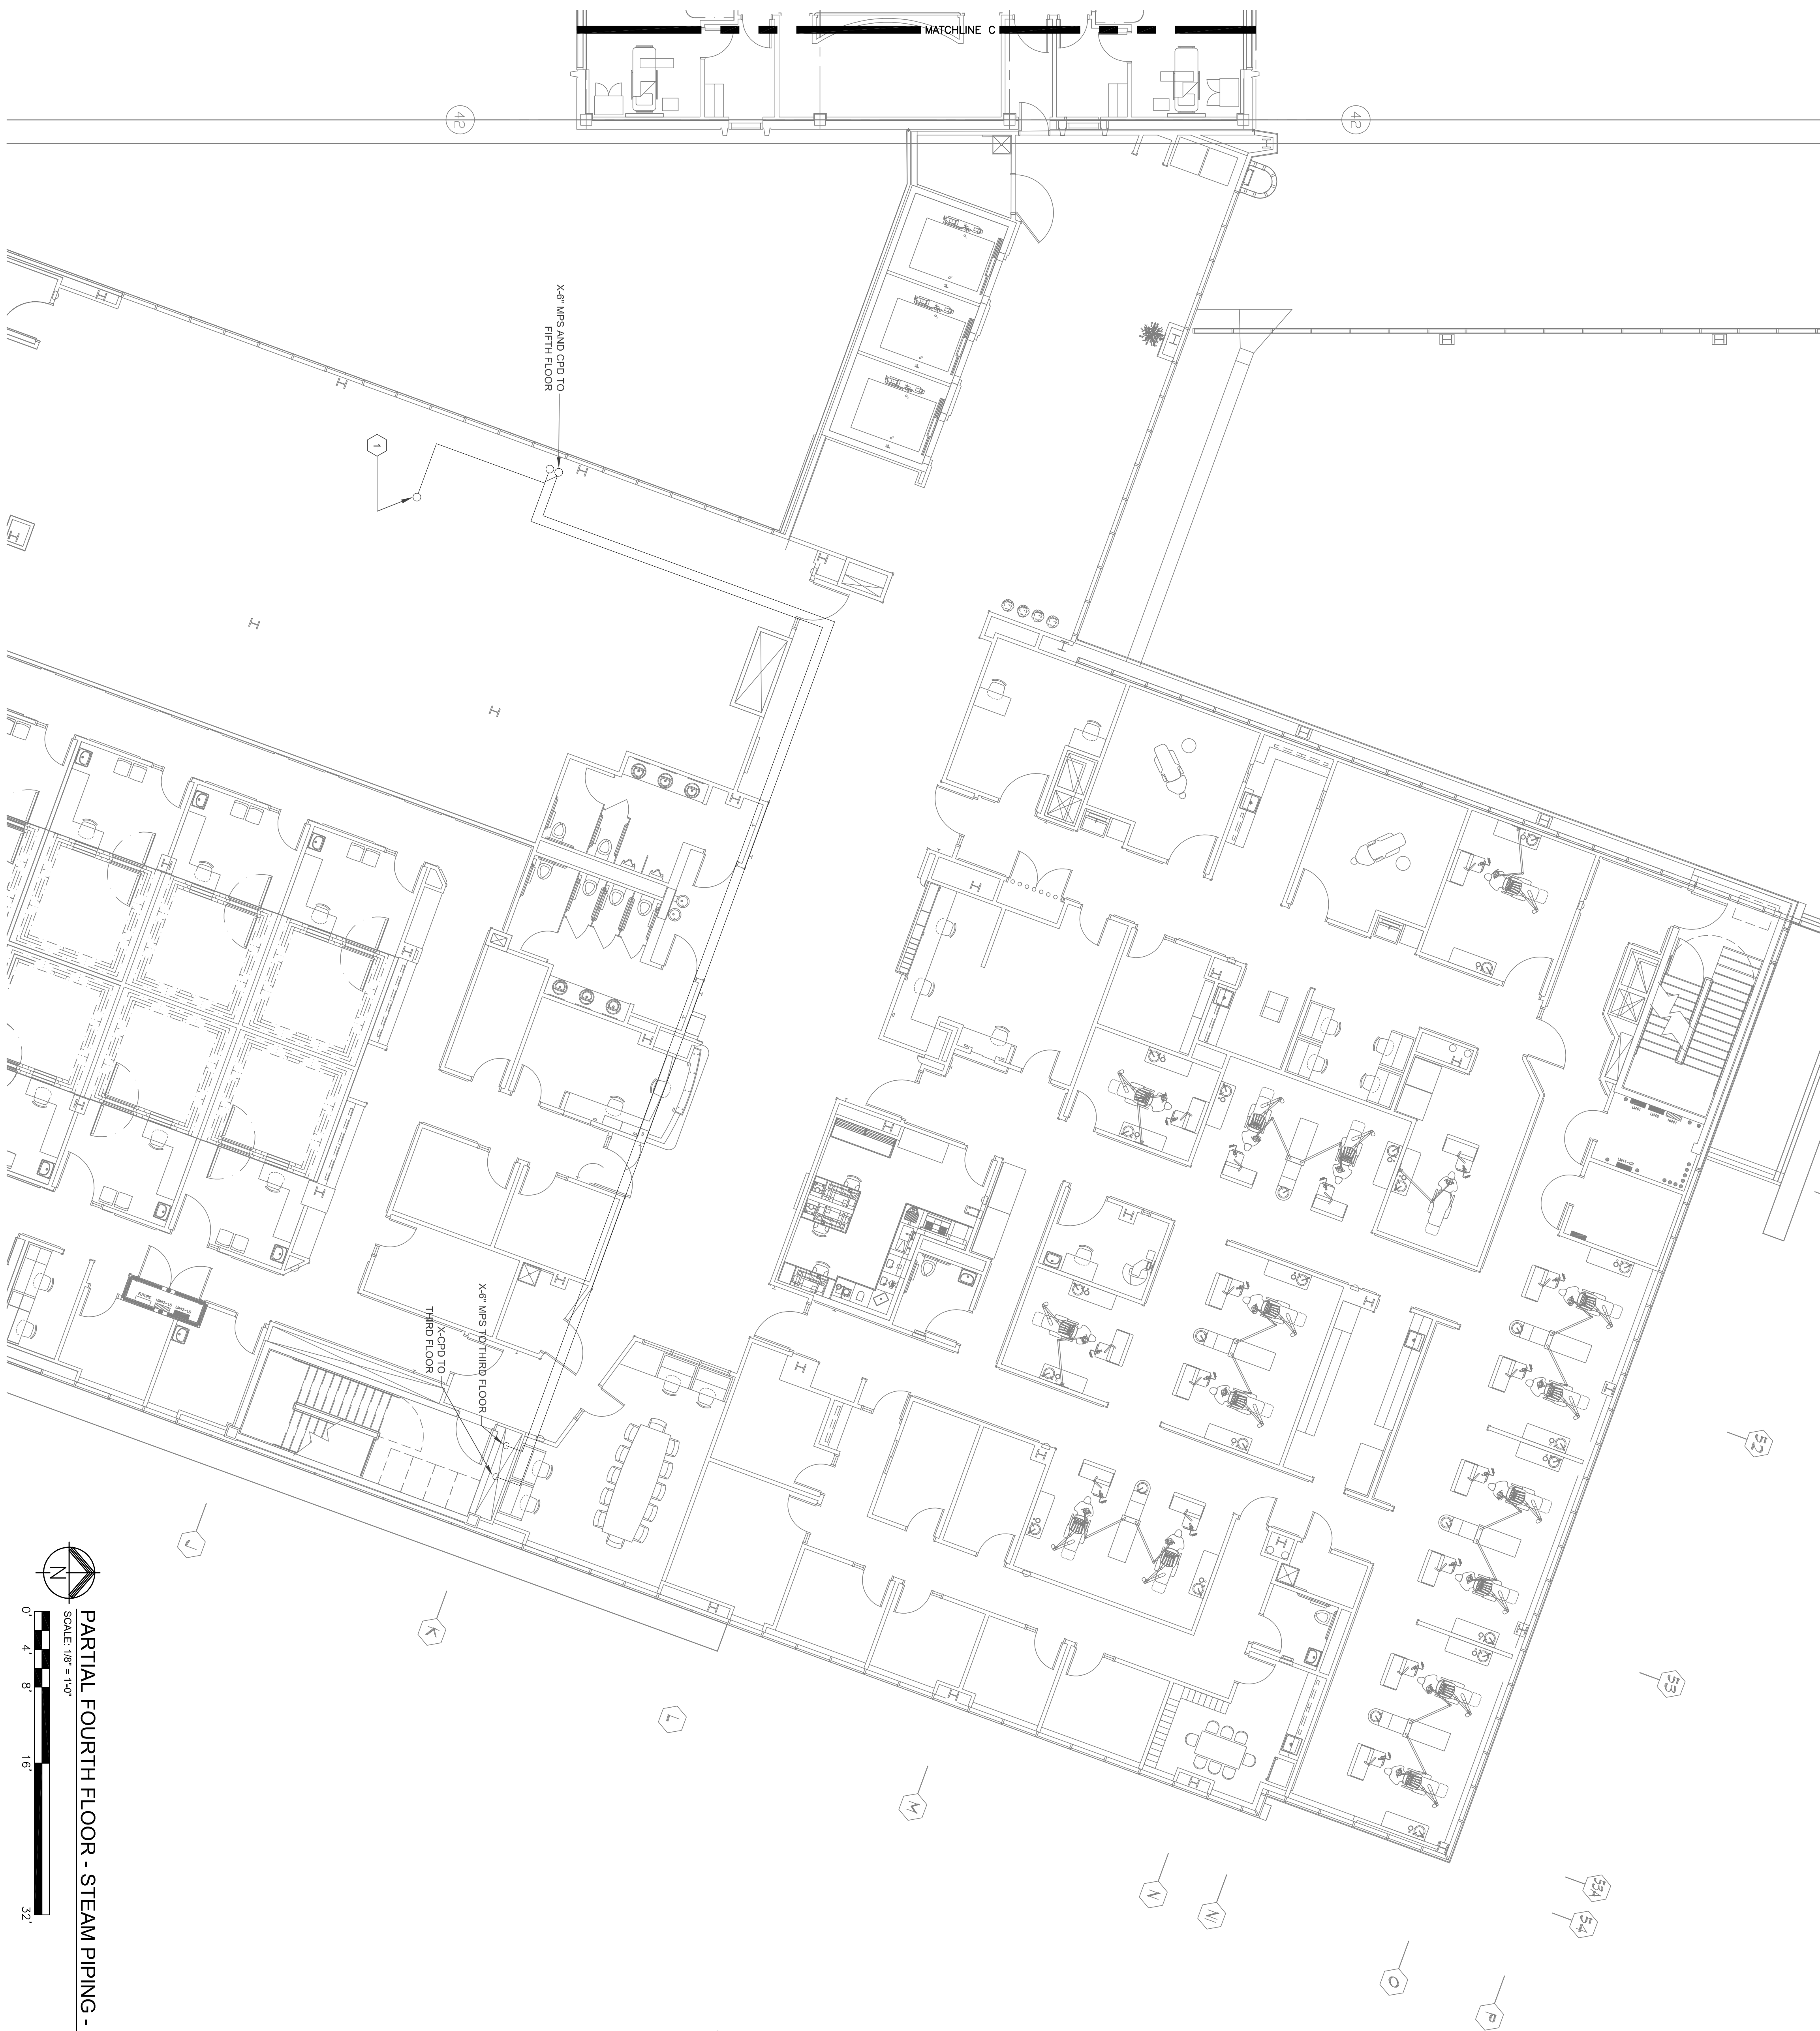 MATCHLINE C
42
42
X-6" MPS AND CPD TO
FIFTH FLOOR
1
X-6" MPS TO THIRD FLOOR
X-CPD TO
THIRD FLOOR
FUTURE
52
53
53A
54
J
K
L
M
N
O
P
N
PARTIAL FOURTH FLOOR - STEAM PIPING -
SCALE: 1/8" = 1'-0"
0'
4'
8'
16'
32'